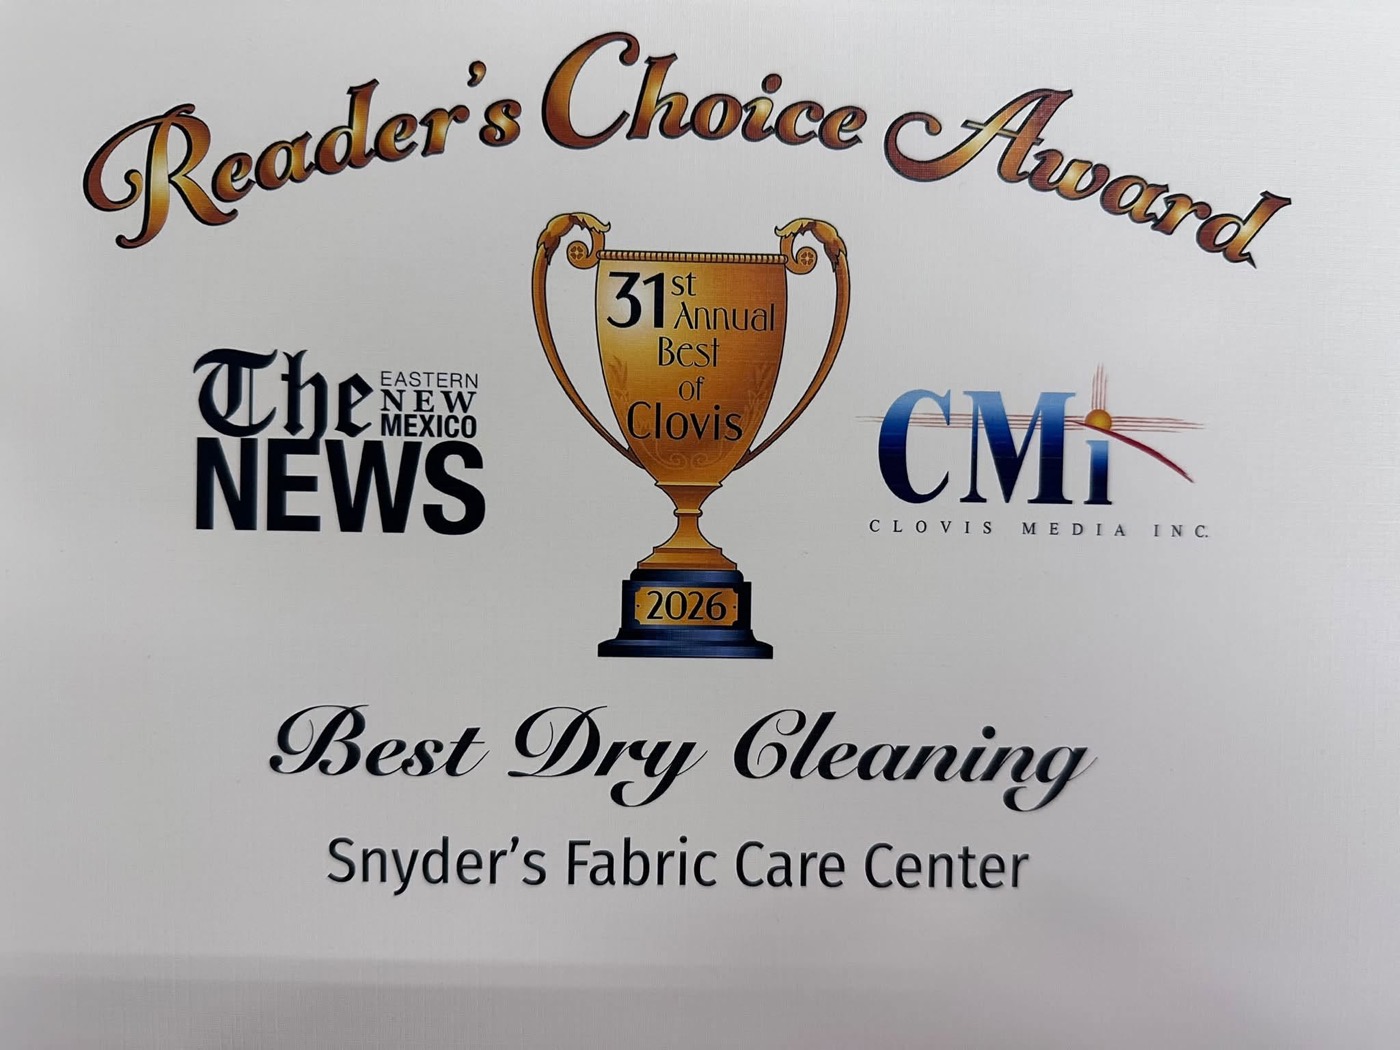 Reader's Choice Award
31st
Annual
Best
of
Clovis
The
EASTERN
NEW
MEXICO
NEWS
CMi
CLOVIS MEDIA INC.
2026
Best Dry Cleaning
Snyder's Fabric Care Center